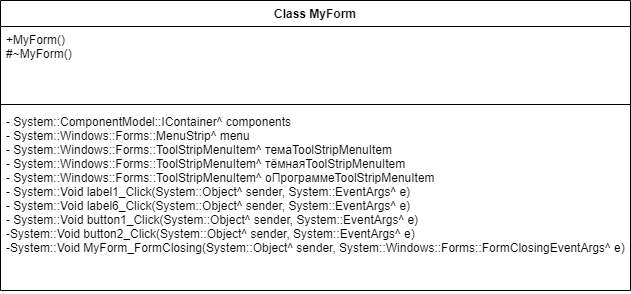 Class MyForm
+MyForm()
#~MyForm()
- System::ComponentModel::IContainer^ components
- System::Windows::Forms::MenuStrip^ menu
- System::Windows::Forms::ToolStripMenuItem^ темаToolStripMenuItem
- System::Windows::Forms::ToolStripMenuItem^ тёмнаяToolStripMenuItem
- System::Windows::Forms::ToolStripMenuItem^ оПрограммеToolStripMenuItem
- System::Void label1_Click(System::Object^ sender, System::EventArgs^ e)
- System::Void label6_Click(System::Object^ sender, System::EventArgs^ e)
- System::Void button1_Click(System::Object^ sender, System::EventArgs^ e)
-System::Void button2_Click(System::Object^ sender, System::EventArgs^ e)
-System::Void MyForm_FormClosing(System::Object^ sender, System::Windows::Forms::FormClosingEventArgs^ e)